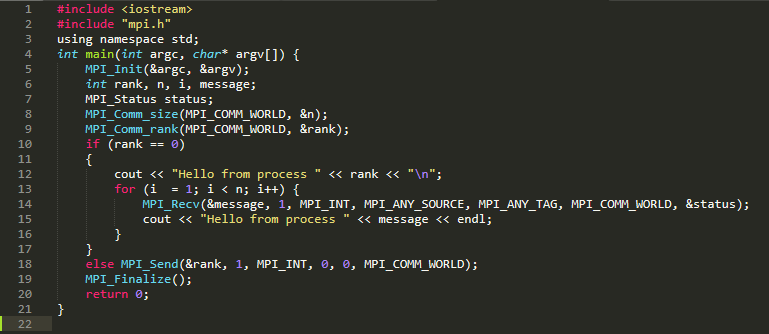 1 #include <iostream>
2 #include "mpi.h"
3 using namespace std;
4 int main(int argc, char* argv[]) {
5 MPI_Init(&argc, &argv);
6 int rank, n, i, message;
7 MPI_Status status;
8 MPI_Comm_size(MPI_COMM_WORLD, &n);
9 MPI_Comm_rank(MPI_COMM_WORLD, &rank);
10 if (rank == 0)
11 {
12 cout << "Hello from process " << rank << "\n";
13 for (i  = 1; i < n; i++) {
14 MPI_Recv(&message, 1, MPI_INT, MPI_ANY_SOURCE, MPI_ANY_TAG, MPI_COMM_WORLD, &status);
15 cout << "Hello from process " << message << endl;
16 }
17 }
18 else MPI_Send(&rank, 1, MPI_INT, 0, 0, MPI_COMM_WORLD);
19 MPI_Finalize();
20 return 0;
21 }
22